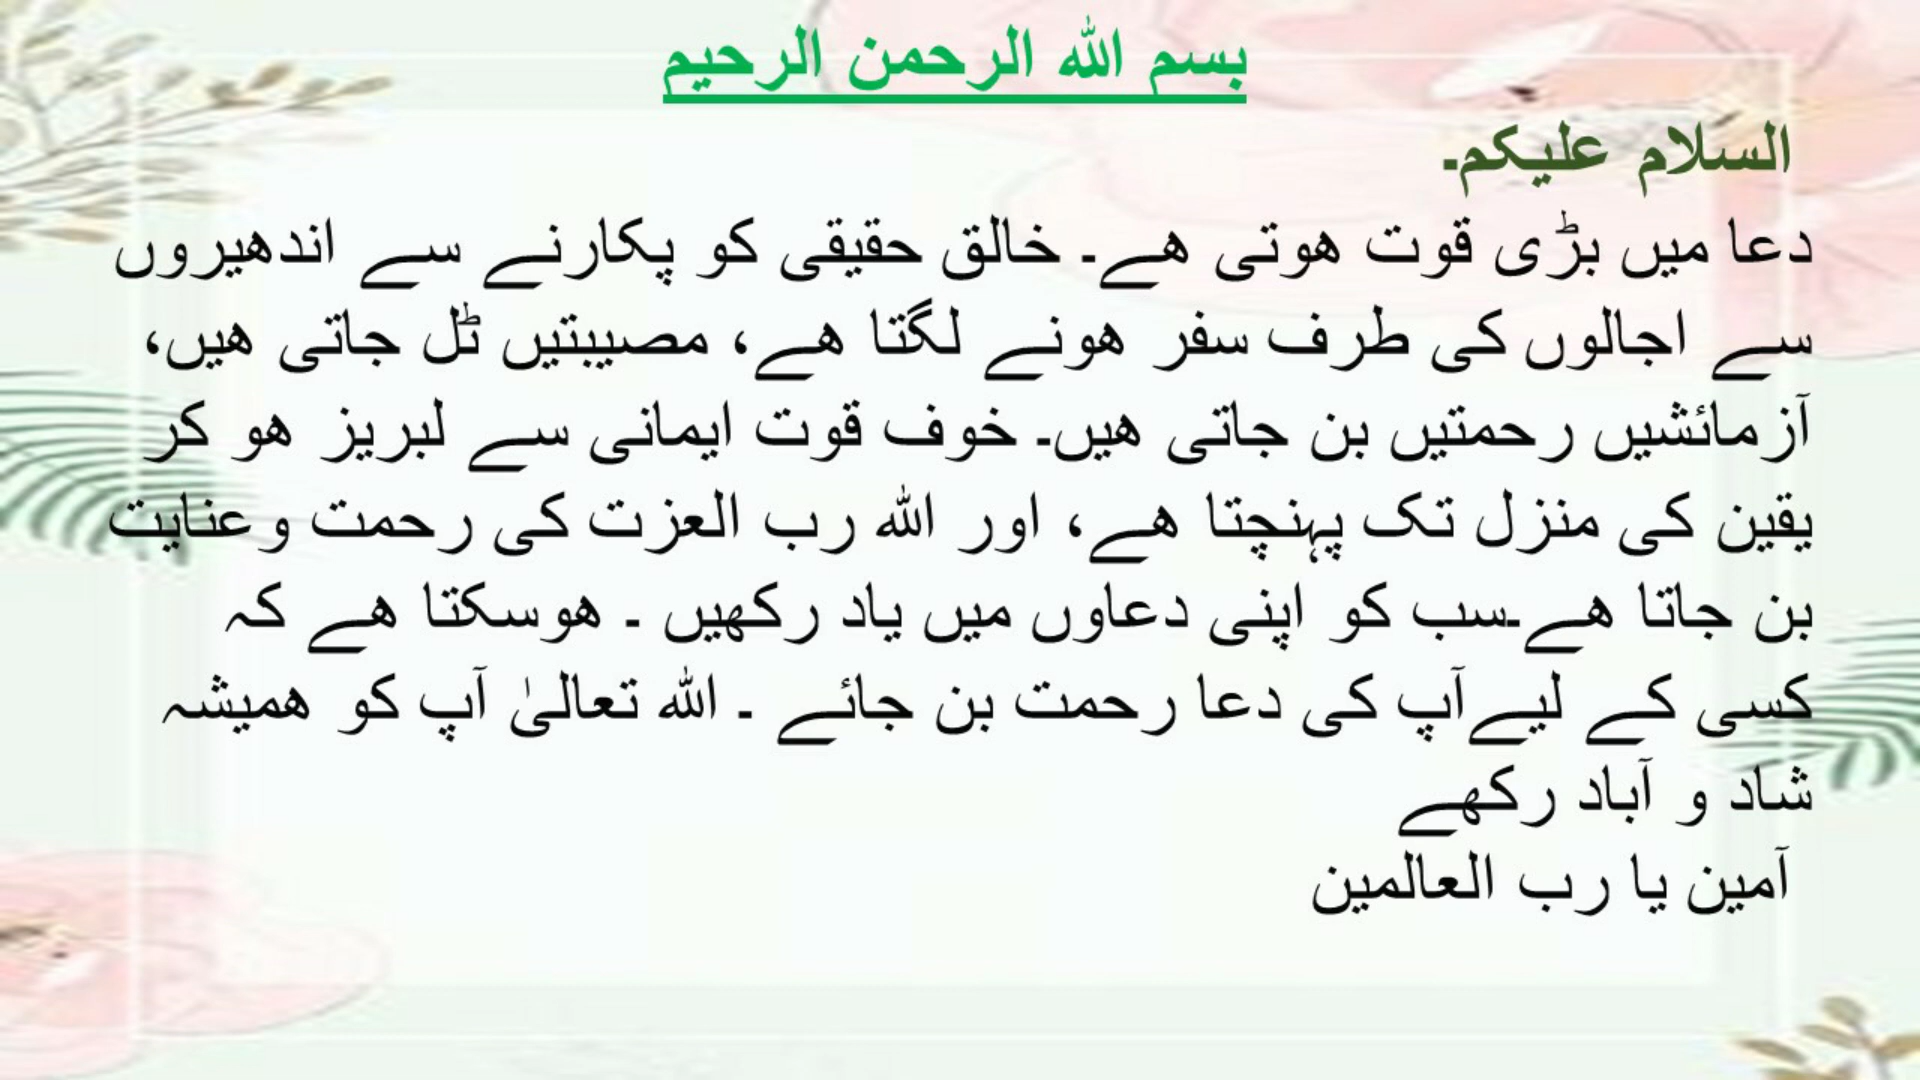 بسم الله الرحمن الرحیم
السلام علیکم۔
دعا میں بڑی قوت ھوتی ھے۔ خالق حقیقی کو پکارنے سے اندھیروں
سے اجالوں کی طرف سفر ھونے لگتا ھے، مصیبتیں ٹل جاتی ھیں،
آزمائشیں رحمتیں بن جاتی ھیں۔ خوف قوت ایمانی سے لبریز ھو کر
یقین کی منزل تک پہنچتا ھے، اور الله رب العزت کی رحمت وعنایت
بن جاتا ھے۔سب کو اپنی دعاوں میں یاد رکھیں ۔ ھوسکتا ھے کہ
کسی کے لیےآپ کی دعا رحمت بن جائے ۔ الله تعالیٰ آپ کو ھمیشہ
شاد و آباد رکھے
آمین یا رب العالمین